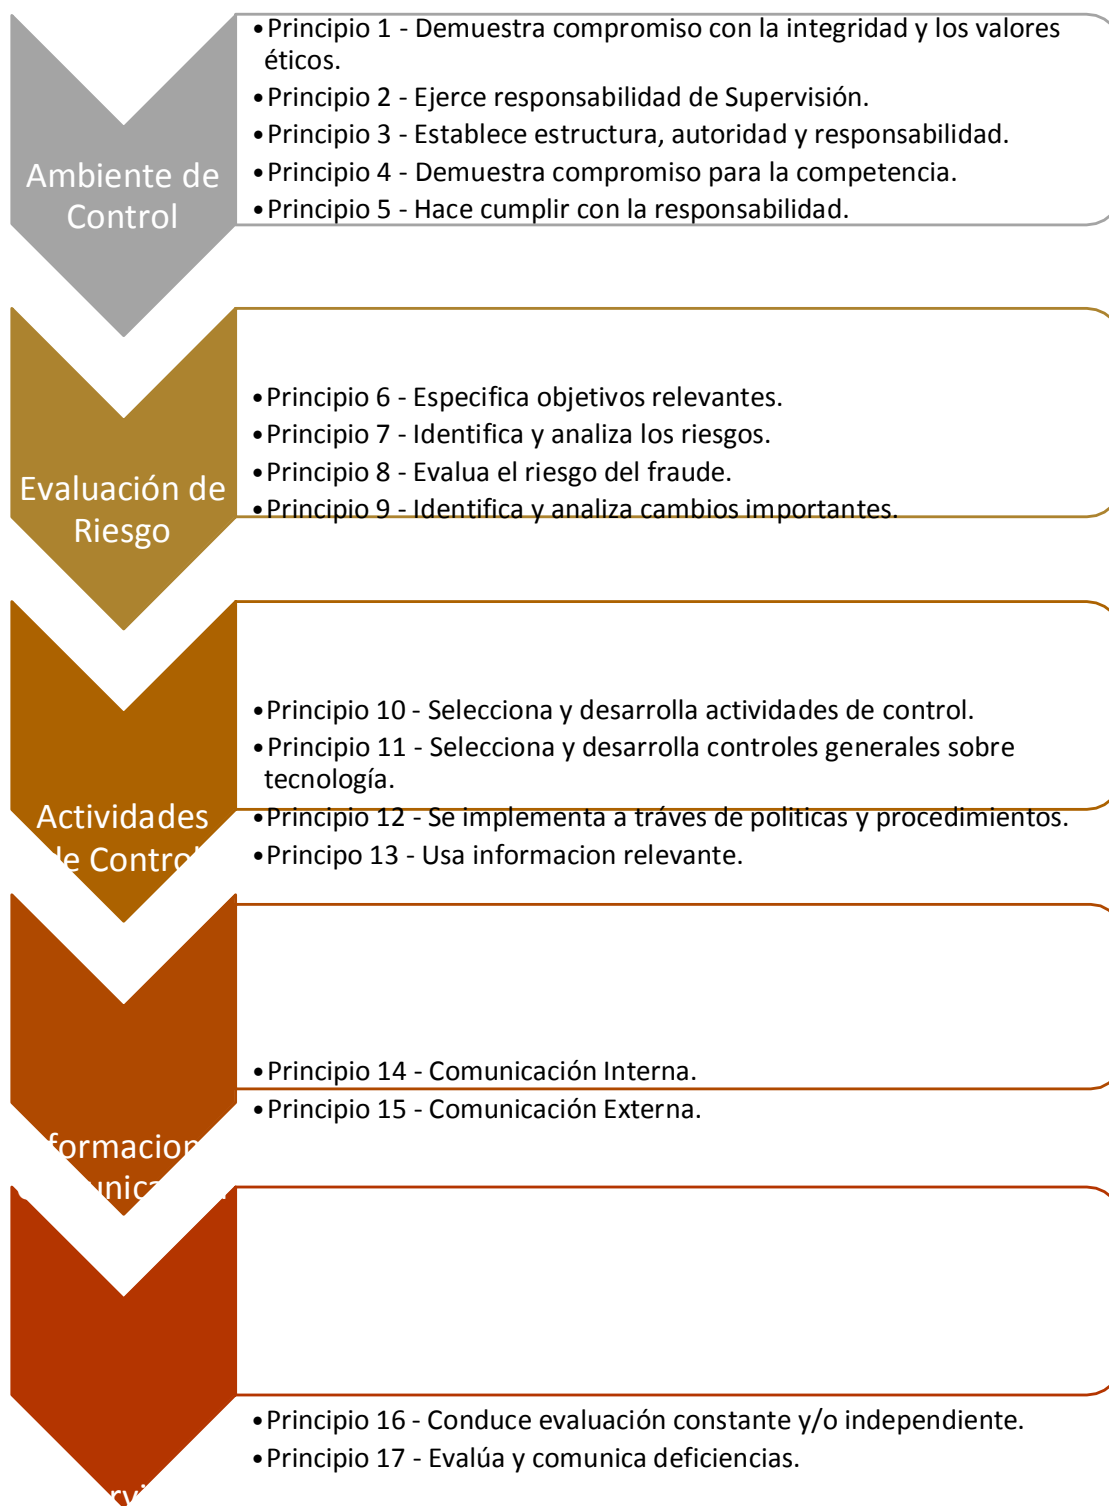 • Principio 1 - Demuestra compromiso con la integridad y los valores
éticos.
• Principio 2 - Ejerce responsabilidad de Supervisión.
• Principio 3 - Establece estructura, autoridad y responsabilidad.
• Principio 4 - Demuestra compromiso para la competencia.
• Principio 5 - Hace cumplir con la responsabilidad.
Ambiente de
Control
• Principio 6 - Especifica objetivos relevantes.
• Principio 7 - Identifica y analiza los riesgos.
• Principio 8 - Evalua el riesgo del fraude.
• Principio 9 - Identifica y analiza cambios importantes.
Evaluación de
Riesgo
• Principio 10 - Selecciona y desarrolla actividades de control.
• Principio 11 - Selecciona y desarrolla controles generales sobre
tecnología.
• Principio 12 - Se implementa a tráves de politicas y procedimientos.
• Principo 13 - Usa informacion relevante.
Actividades
de Control
• Principio 14 - Comunicación Interna.
• Principio 15 - Comunicación Externa.
formacion
• Principio 16 - Conduce evaluación constante y/o independiente.
• Principio 17 - Evalúa y comunica deficiencias.